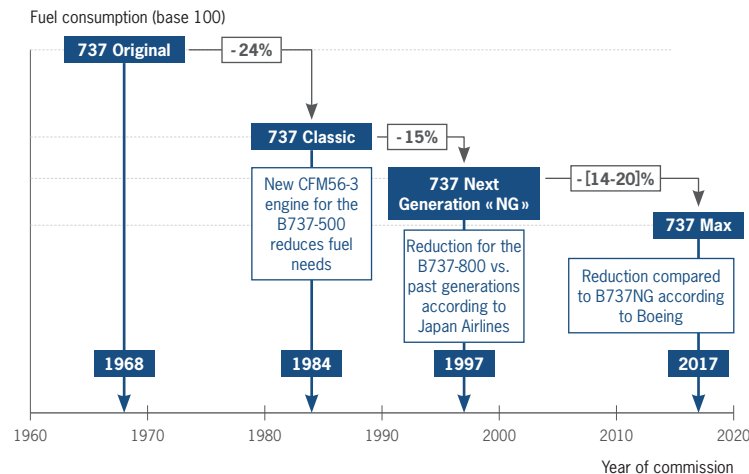 Fuel consumption (base 100)
737 Original
- 24%
737 Classic
- 15%
New CFM56-3
engine for the
B737-500
reduces fuel
needs
737 Next
Generation « NG »
- [14-20]%
737 Max
Reduction for the
B737-800 vs.
past generations
according to
Japan Airlines
Reduction compared
to B737NG according
to Boeing
1968
1984
1997
2017
1960
1970
1980
1990
2000
2010
2020
Year of commission